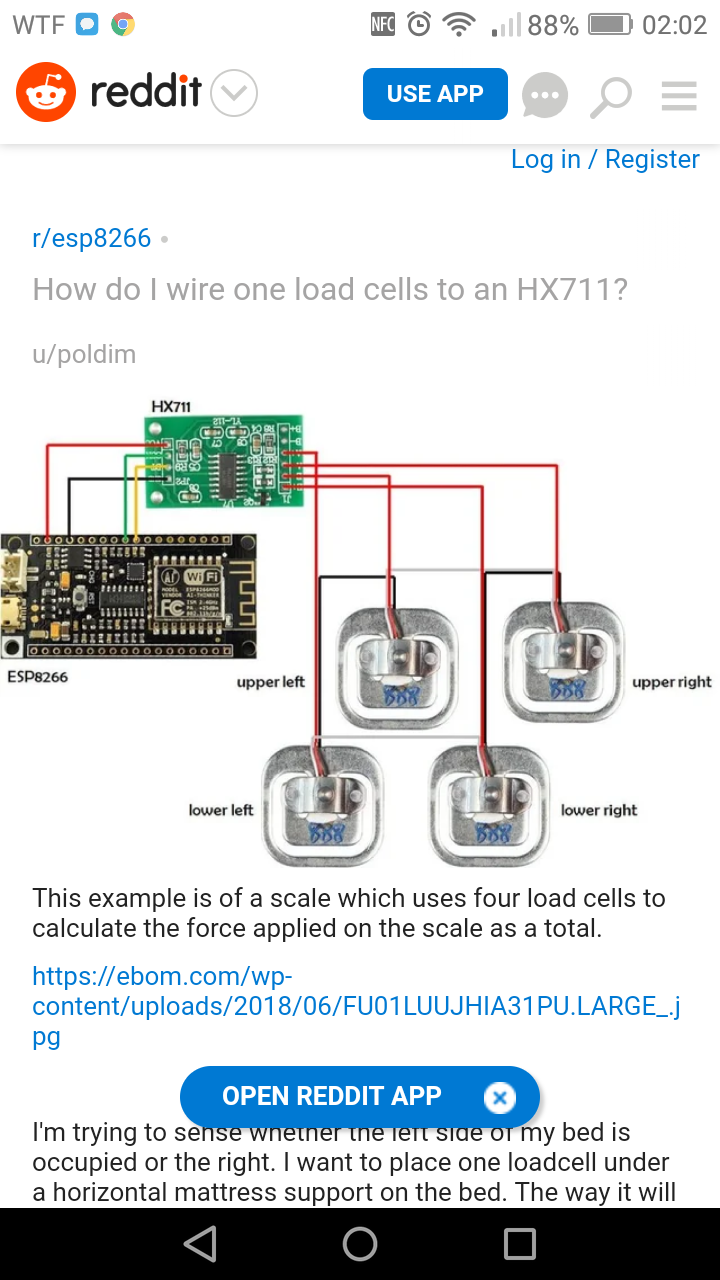 WTF 88% 02:02
NFC
reddit USE APP
Log in / Register
r/esp8266 •
How do I wire one load cells to an HX711?
u/poldim
HX711
ESP8266
upper left
upper right
lower left
lower right
This example is of a scale which uses four load cells to
calculate the force applied on the scale as a total.
https://ebom.com/wp-
content/uploads/2018/06/FU01LUUJHIA31PU.LARGE_.j
pg
OPEN REDDIT APP
I'm trying to sense whether the left side of my bed is
occupied or the right. I want to place one loadcell under
a horizontal mattress support on the bed. The way it will